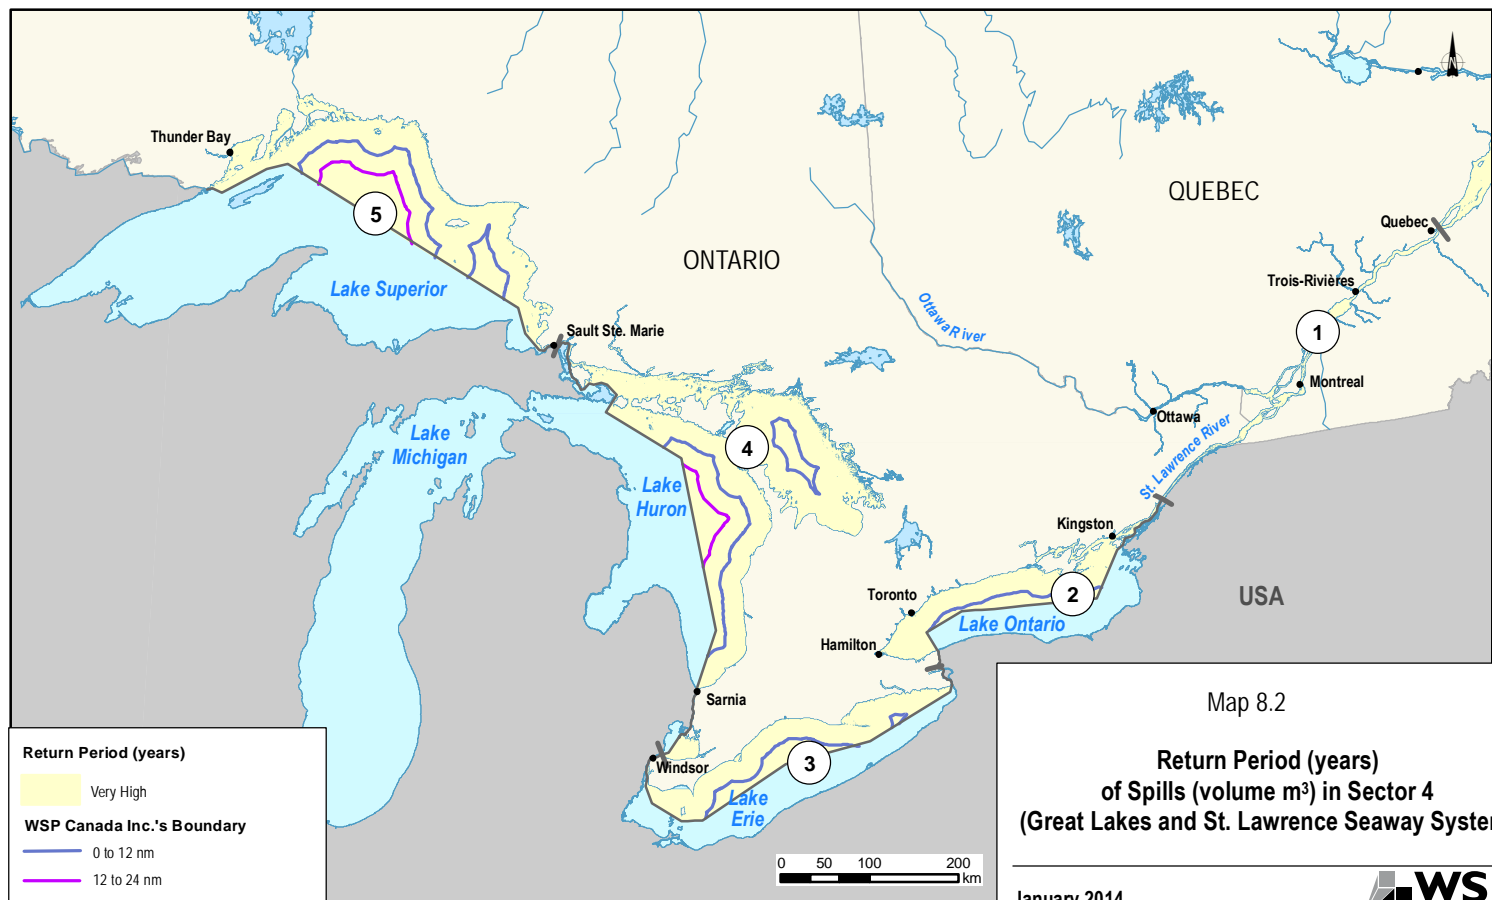 Thunder Bay
5
Lake Superior
ONTARIO
QUEBEC
Quebec
Trois-Rivières
1
Montreal
Ottawa River
Ottawa
St. Lawrence River
Sault Ste. Marie
Lake
Michigan
4
Lake
Huron
Kingston
2
Toronto
Lake Ontario
Hamilton
USA
Sarnia
Windsor
3
Lake
Erie
Return Period (years)
Very High
WSP Canada Inc.'s Boundary
0 to 12 nm
12 to 24 nm
0 50 100 200
km
Map 8.2
Return Period (years)
of Spills (volume m³) in Sector 4
(Great Lakes and St. Lawrence Seaway System
January 2014
WS